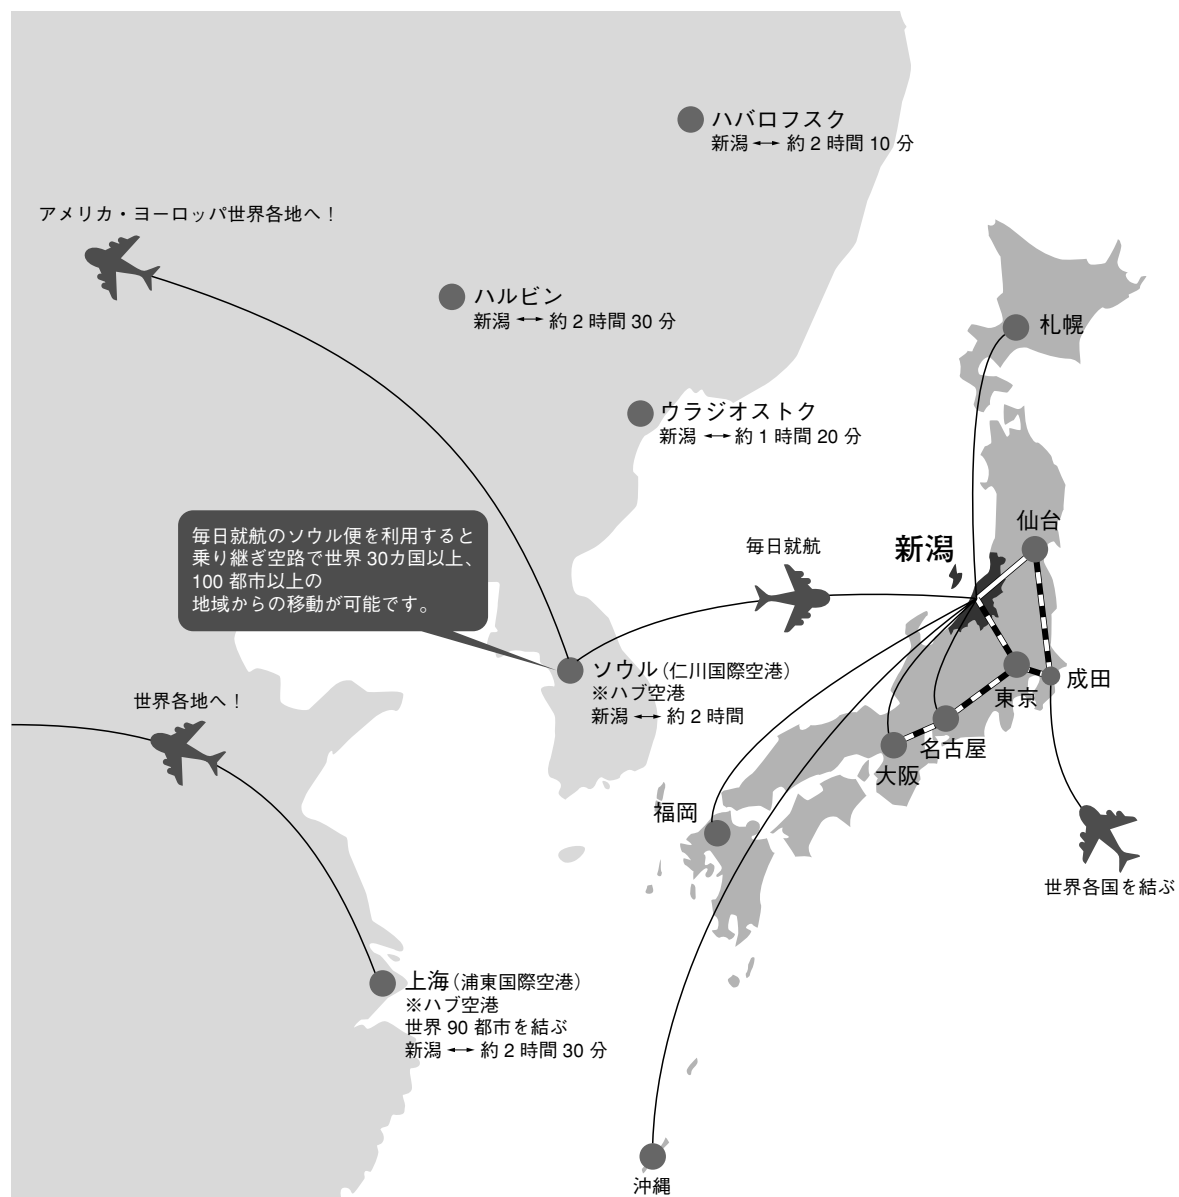 ハバロフスク
新潟 ←→ 約 2 時間 10 分
アメリカ・ヨーロッパ世界各地へ!
ハルビン
新潟 ←→ 約 2 時間 30 分
札幌
ウラジオストク
新潟 ←→ 約 1 時間 20 分
毎日就航のソウル便を利用すると
乗り継ぎ空路で世界 30カ国以上、
100 都市以上の
地域からの移動が可能です。
毎日就航
新潟
仙台
ソウル(仁川国際空港)
※ハブ空港
新潟 ←→ 約 2 時間
世界各地へ!
東京
成田
名古屋
大阪
福岡
世界各国を結ぶ
上海(浦東国際空港)
※ハブ空港
世界 90 都市を結ぶ
新潟 ←→ 約 2 時間 30 分
沖縄